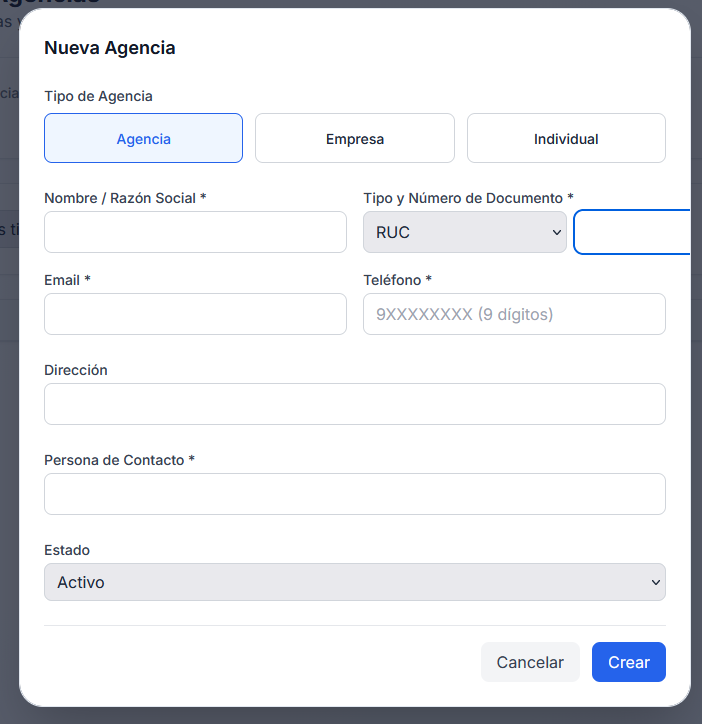 Nueva Agencia
Tipo de Agencia
Agencia
Empresa
Individual
Nombre / Razón Social *
Tipo y Número de Documento *
RUC
Email *
Teléfono *
9XXXXXXXX (9 dígitos)
Dirección
Persona de Contacto *
Estado
Activo
Cancelar
Crear